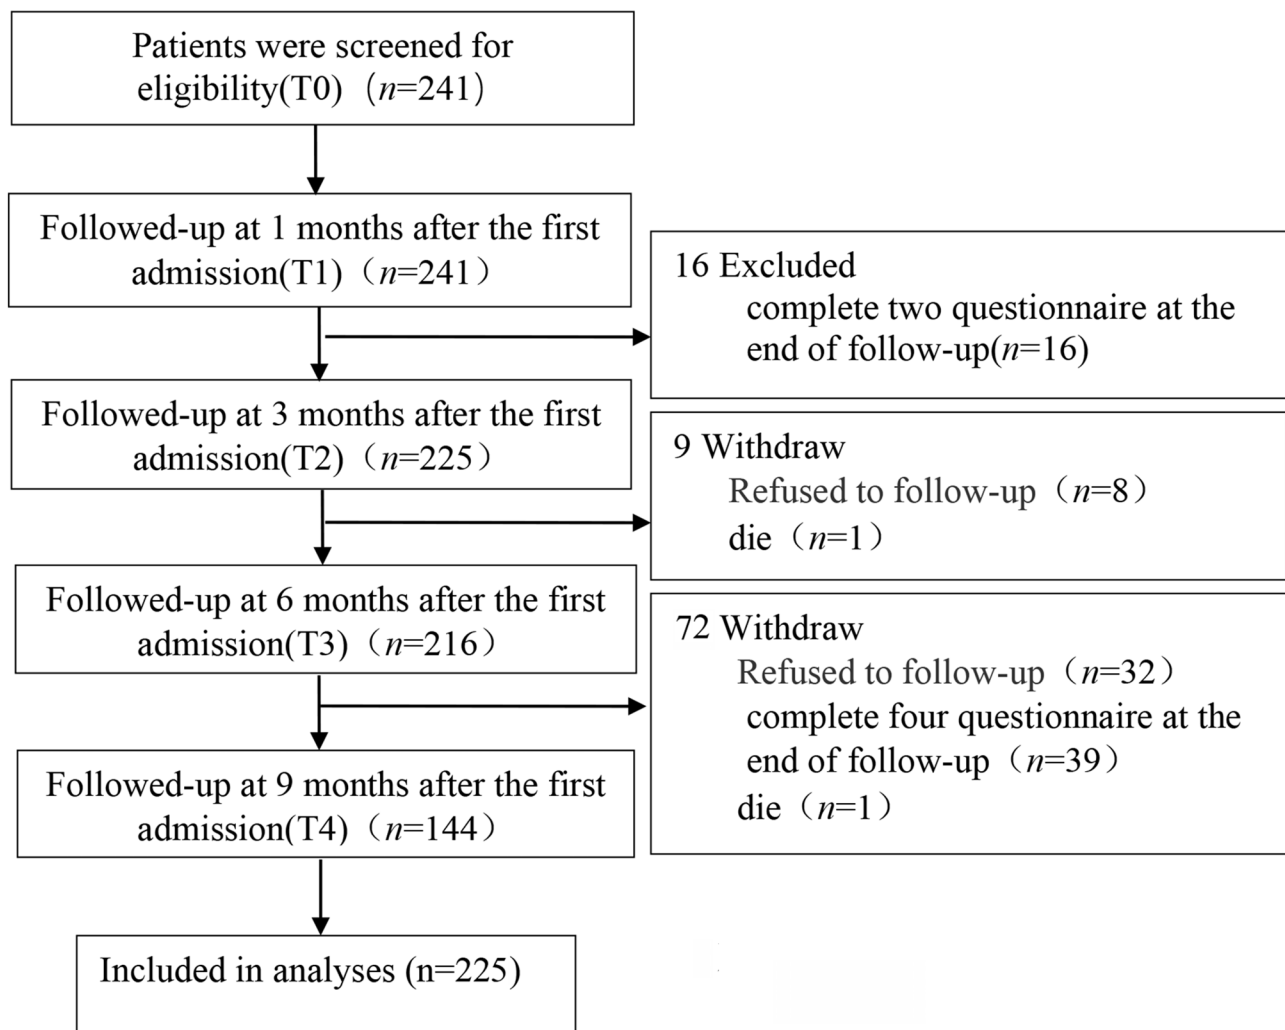 Patients were screened for
eligibility(T0)（n=241）
Followed-up at 1 months after the first
admission(T1)（n=241）
16 Excluded
complete two questionnaire at the
end of follow-up(n=16)
Followed-up at 3 months after the first
admission(T2)（n=225）
9 Withdraw
Refused to follow-up（n=8）
die（n=1）
Followed-up at 6 months after the first
admission(T3)（n=216）
72 Withdraw
Refused to follow-up（n=32）
complete four questionnaire at the
end of follow-up（n=39）
die（n=1）
Followed-up at 9 months after the first
admission(T4)（n=144）
Included in analyses (n=225)